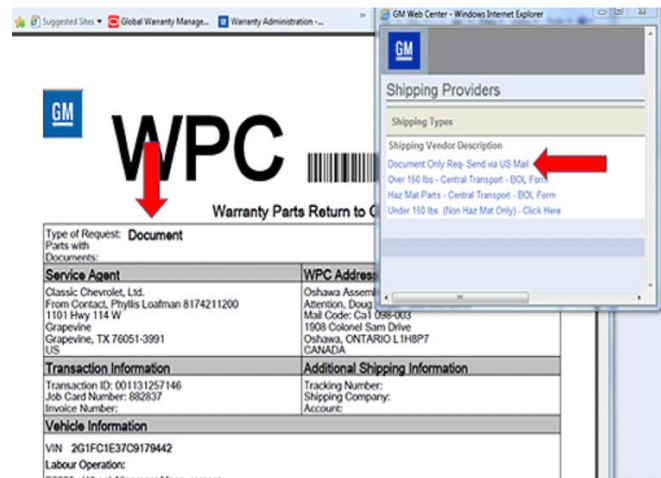 Suggested Sites ▾ Global Warranty Manage... Warranty Administration -...
GM
WPC
Warranty Parts Return to
Type of Request: Document
Parts with
Documents:
Service Agent
Classic Chevrolet, Ltd.
From Contact, Phyllis Loafman 8174211200
1101 Hwy 114 W
Grapevine
Grapevine, TX 76051-3991
US
WPC Address
Oshawa Assem
Attention, Doug
Mail Code: Ca1 098-003
1908 Colonel Sam Drive
Oshawa, ONTARIO L1H8P7
CANADA
Transaction Information
Transaction ID: 001131257146
Job Card Number: 882837
Invoice Number:
Additional Shipping Information
Tracking Number:
Shipping Company:
Account:
Vehicle Information
VIN 2G1FC1E37C9179442
Labour Operation:
GM Web Center - Windows Internet Explorer
GM
Shipping Providers
Shipping Types
Shipping Vendor Description
Document Only Req- Send via US Mail
Over 150 lbs - Central Transport - BOL, Form
Haz Mat Parts - Central Transport - BOL, Form
Under 150 lbs. (Non Haz Mat Only) - Click Here